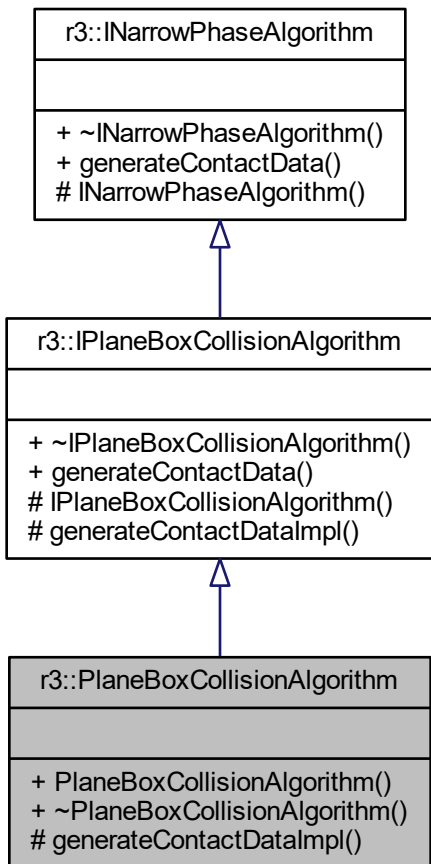 r3::INarrowPhaseAlgorithm
+ ~INarrowPhaseAlgorithm()
+ generateContactData()
# INarrowPhaseAlgorithm()
r3::IPlaneBoxCollisionAlgorithm
+ ~IPlaneBoxCollisionAlgorithm()
+ generateContactData()
# IPlaneBoxCollisionAlgorithm()
# generateContactDataImpl()
r3::PlaneBoxCollisionAlgorithm
+ PlaneBoxCollisionAlgorithm()
+ ~PlaneBoxCollisionAlgorithm()
# generateContactDataImpl()